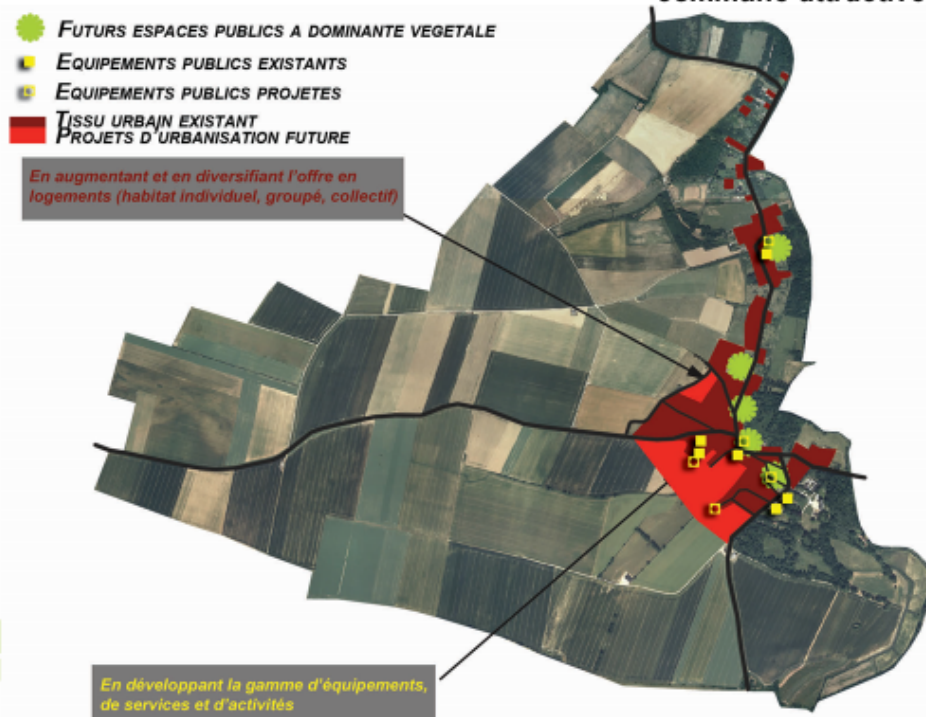 FUTURS ESPACES PUBLICS A DOMINANTE VEGETALE
EQUIPEMENTS PUBLICS EXISTANTS
EQUIPEMENTS PUBLICS PROJETES
TISSU URBAIN EXISTANT
PROJETS D'URBANISATION FUTURE
En augmentant et en diversifiant l'offre en
logements (habitat individuel, groupé, collectif)
En développant la gamme d'équipements,
de services et d'activités